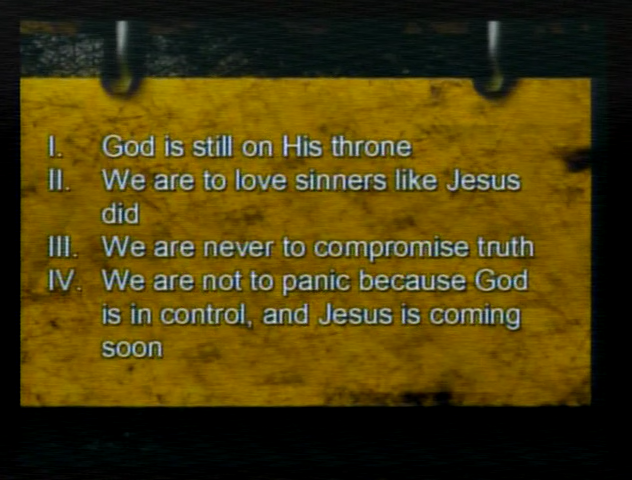 I. God is still on His throne
II. We are to love sinners like Jesus
did
III. We are never to compromise truth
IV. We are not to panic because God
is in control, and Jesus is coming
soon